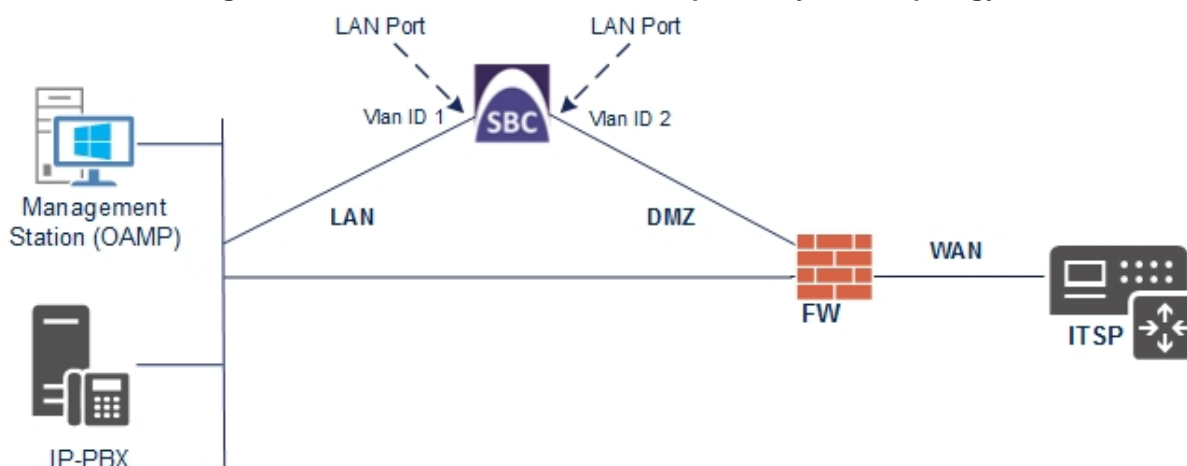 LAN Port
LAN Port
Vlan ID 1
SBC
Vlan ID 2
Management
Station (OAMP)
LAN
DMZ
WAN
FW
ITSP
IP-PBX